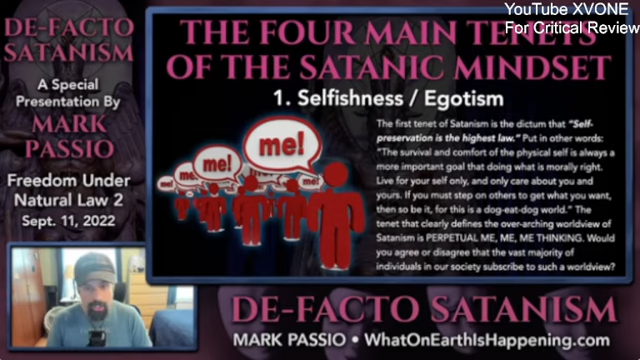 YouTube XVONE
For Critical Review
DE-FACTO
SATANISM
A Special
Presentation By
MARK
PASSIO
Freedom Under
Natural Law 2
Sept. 11, 2022
THE FOUR MAIN TENETS
OF THE SATANIC MINDSET
1. Selfishness / Egotism
me!
me!
me!
me!
me!
me!
The first tenet of Satanism is the dictum that "Self-
preservation is the highest law." Put in other words:
"The survival and comfort of the physical self is always a
more important goal that doing what is morally right.
Live for your self only, and only care about you and
yours. If you must step on others to get what you want,
then so be it, for this is a dog-eat-dog world." The
tenet that clearly defines the over-arching worldview of
Satanism is PERPETUAL ME, ME, ME THINKING. Would
you agree or disagree that the vast majority of
individuals in our society subscribe to such a worldview?
DE-FACTO SATANISM
MARK PASSIO • WhatOnEarthIsHappening.com